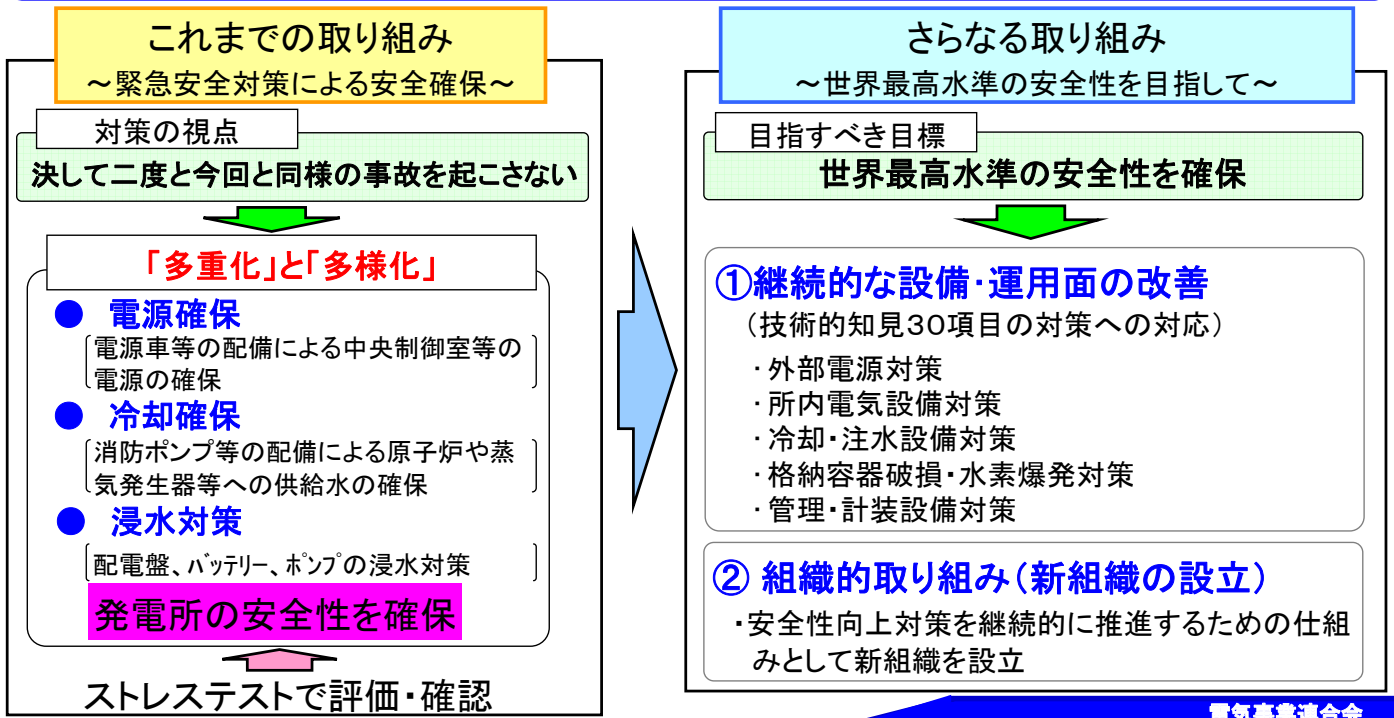 これまでの取り組み
~緊急安全対策による安全確保~
対策の視点
決して二度と今回と同様の事故を起こさない
「多重化」と「多様化」
● 電源確保
電源車等の配備による中央制御室等の
電源の確保
● 冷却確保
消防ポンプ等の配備による原子炉や蒸
気発生器等への供給水の確保
● 浸水対策
配電盤、バッテリー、ポンプの浸水対策
発電所の安全性を確保
ストレステストで評価・確認
さらなる取り組み
~世界最高水準の安全性を目指して~
目指すべき目標
世界最高水準の安全性を確保
①継続的な設備・運用面の改善
(技術的知見30項目の対策への対応)
・外部電源対策
・所内電気設備対策
・冷却・注水設備対策
・格納容器破損・水素爆発対策
・管理・計装設備対策
② 組織的取り組み(新組織の設立)
・安全性向上対策を継続的に推進するための仕組
みとして新組織を設立
電気事業連合会